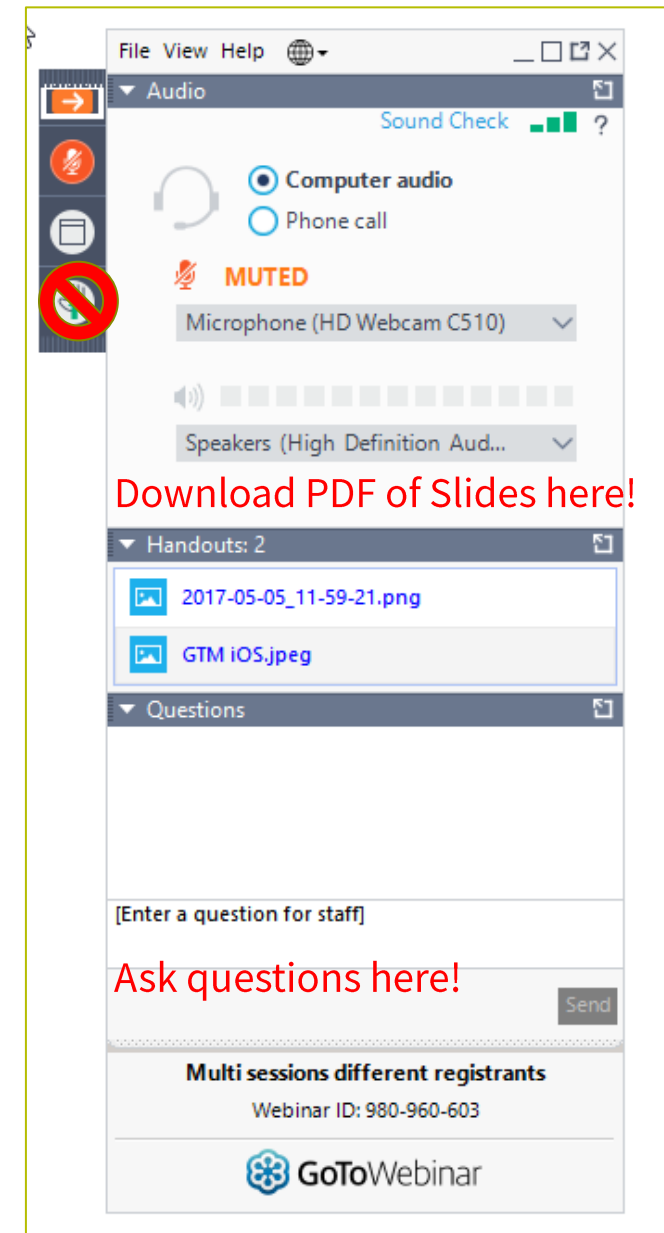 File View Help
Audio
Sound Check ?
Computer audio
Phone call
MUTED
Microphone (HD Webcam C510)
Speakers (High Definition Aud...
Download PDF of Slides here!
Handouts: 2
2017-05-05_11-59-21.png
GTM iOS.jpeg
Questions
[Enter a question for staff]
Ask questions here!
Send
Multi sessions different registrants
Webinar ID: 980-960-603
GoToWebinar